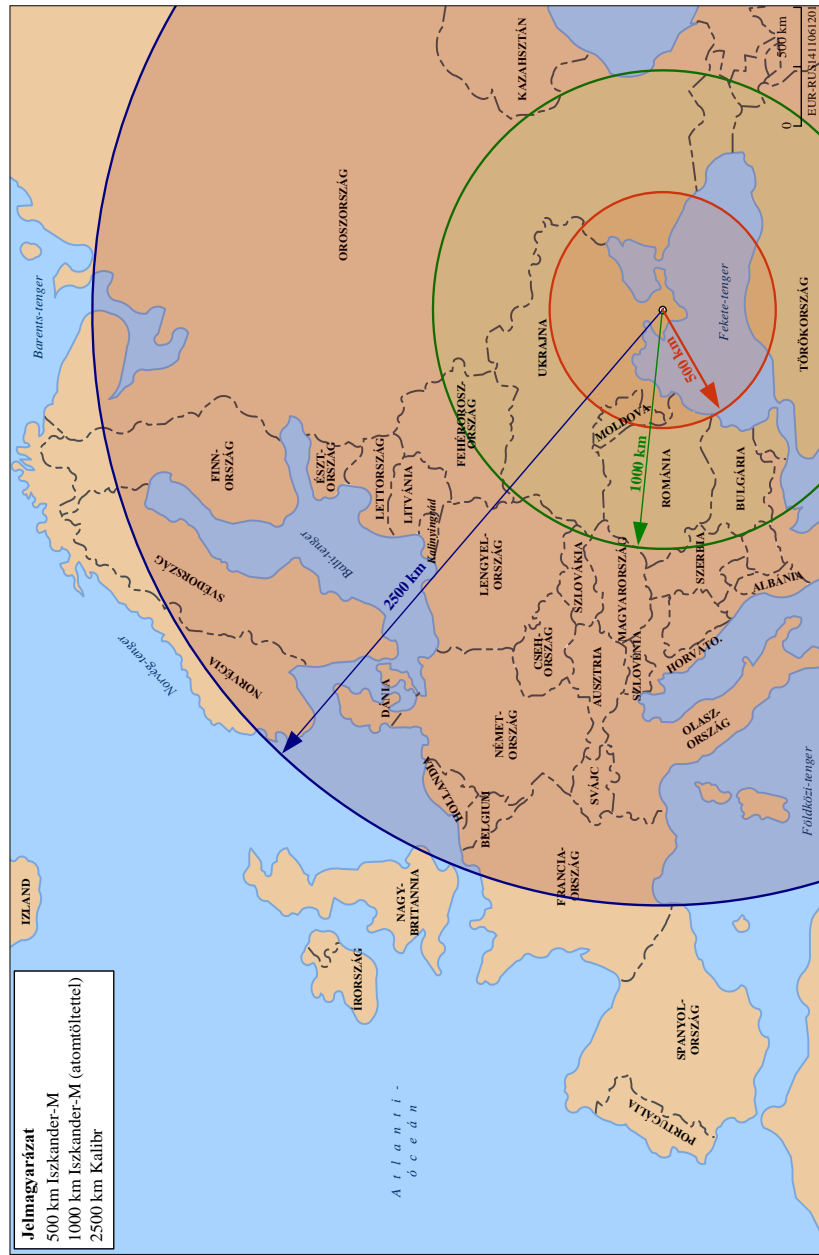 Jelmagyarázat
500 km Iszkander-M
1000 km Iszkander-M (atomtöltettel)
2500 km Kalibr
IZLAND
Barents-tenger
Norvég-tenger
NORVÉGIA
SVÉDORSZÁG
FINN-
ORSZÁG
OROSZORSZÁG
KAZAHSZTÁN
ÉSZT-
ORSZÁG
LETTORSZÁG
LITVÁNIA
Kalinyingrád
Balti-tenger
FEHÉROROSZ-
ORSZÁG
DÁNIA
ÍRORSZÁG
NAGY-
BRITANNIA
HOLLANDIA
BELGIUM
NÉMET-
ORSZÁG
LENGYEL-
ORSZÁG
CSEH-
ORSZÁG
SZLOVÁKIA
UKRAJNA
MOLDOVA
Atlanti-
óceán
FRANCIA-
ORSZÁG
SVÁJC
AUSZTRIA
MAGYARORSZÁG
SZLOVÉNIA
HORVÁTO.
SZERBIA
ROMÁNIA
BULGÁRIA
ALBÁNIA
OLASZ-
ORSZÁG
SPANYOL-
ORSZÁG
PORTUGÁLIA
Földközi-tenger
Fekete-tenger
TÖRÖKORSZÁG
2500 km
1000 km
500 km
0 500 km
EUR-RUS1411061201